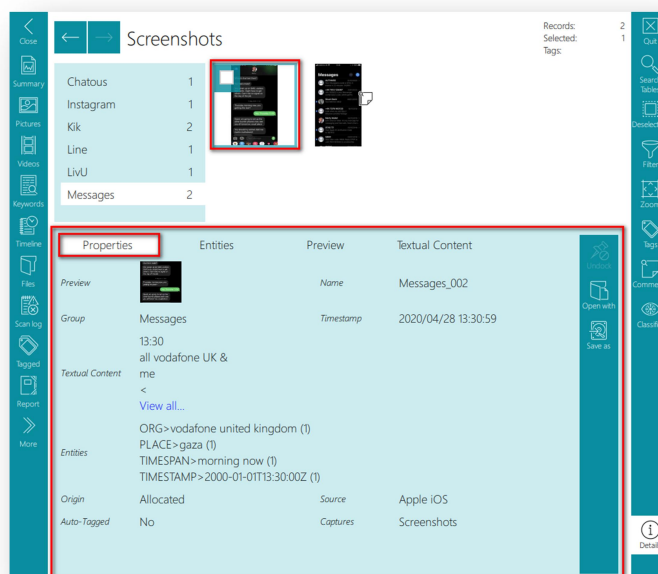 Close
Summary
Pictures
Videos
Keywords
Timeline
Files
Scan log
Tagged
Report
More
Screenshots
Records: 2
Selected: 1
Tags:
Chatous 1
Instagram 1
Kik 2
Line 1
LivU 1
Messages 2
Messages
Properties Entities Preview Textual Content
Preview
Name Messages_002
Group Messages Timestamp 2020/04/28 13:30:59
Textual Content
13:30
all vodafone UK &
me
<
View all...
Entities
ORG>vodafone united kingdom (1)
PLACE>gaza (1)
TIMESPAN>morning now (1)
TIMESTAMP>2000-01-01T13:30:00Z (1)
Origin Allocated Source Apple iOS
Auto-Tagged No Captures Screenshots
Undock
Open with
Save as
Quit
Search
Tables
Deselect
Filter
Zoom
Tags
Comme
Classif
Detail